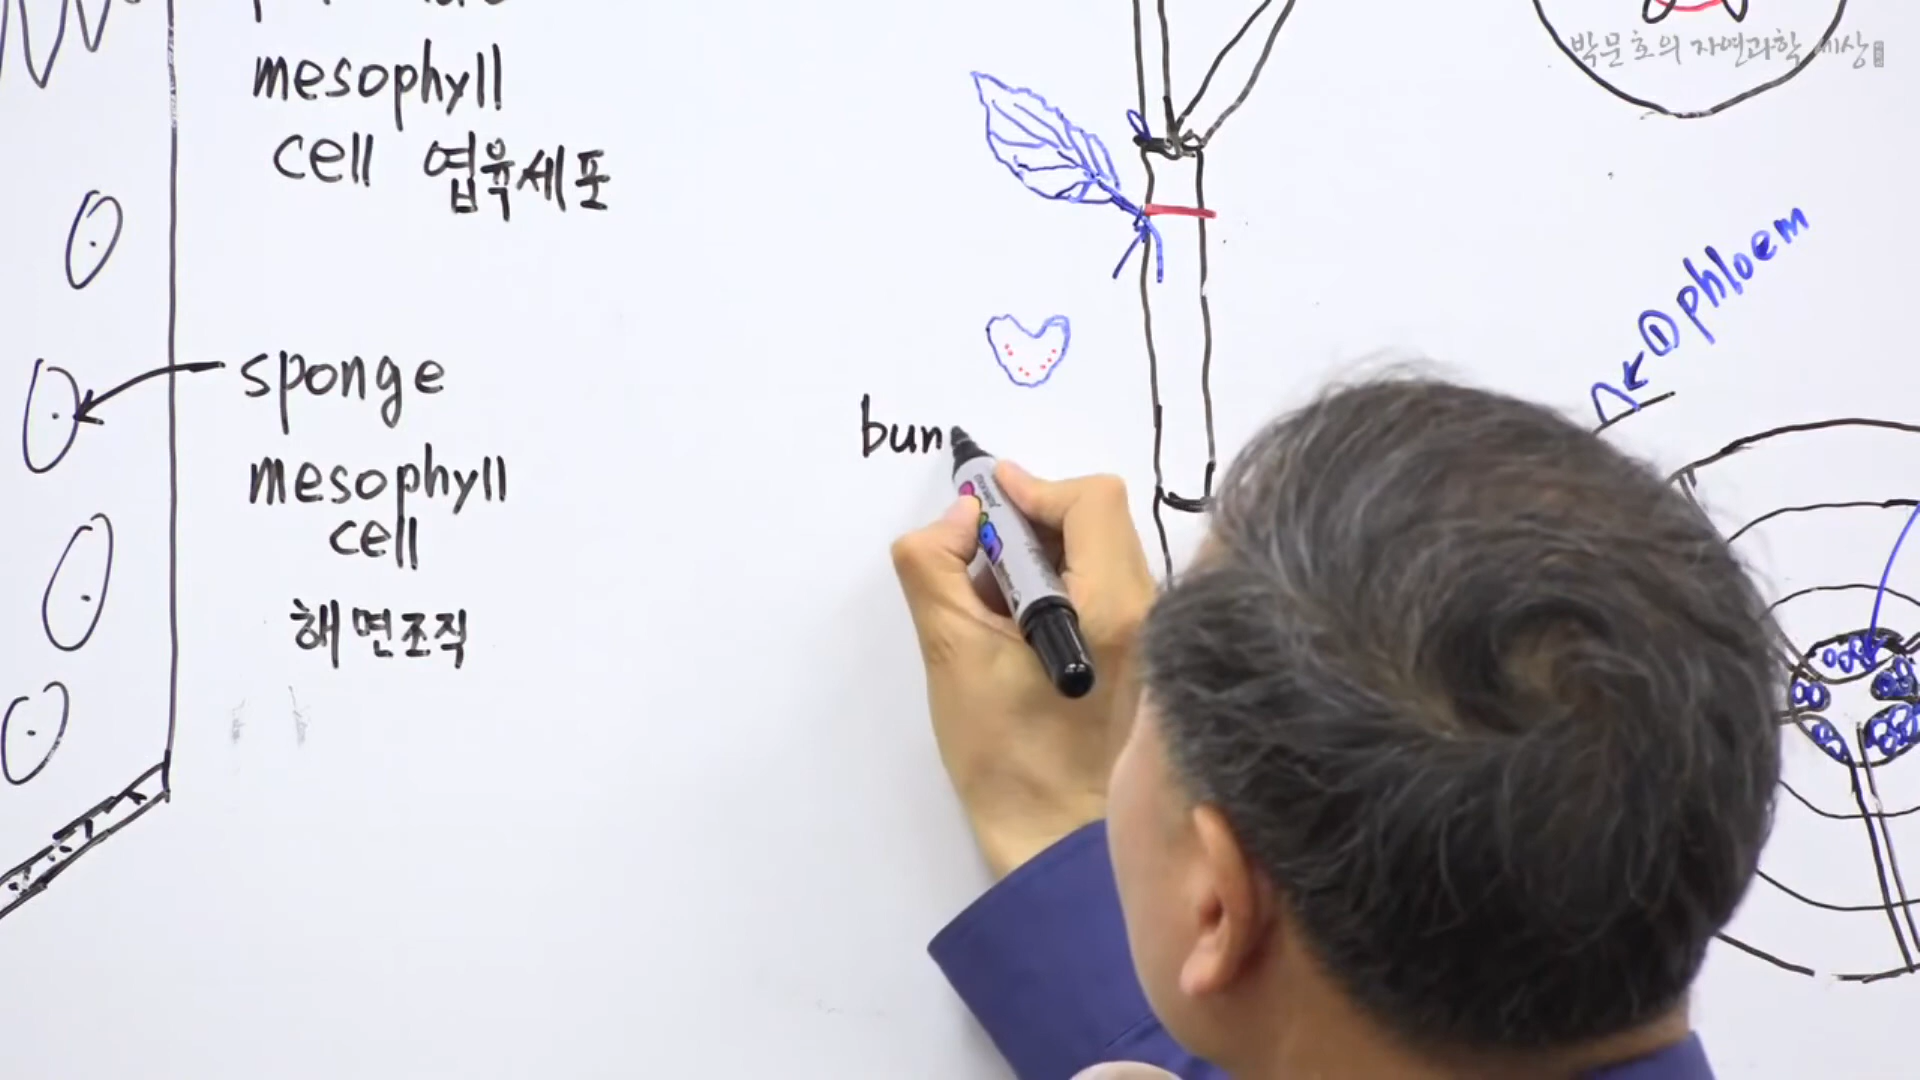 mesophyll
cell 엽육세포
sponge
mesophyll
cell
해면조직
bun
① phloem
박문호의 자연과학 세상